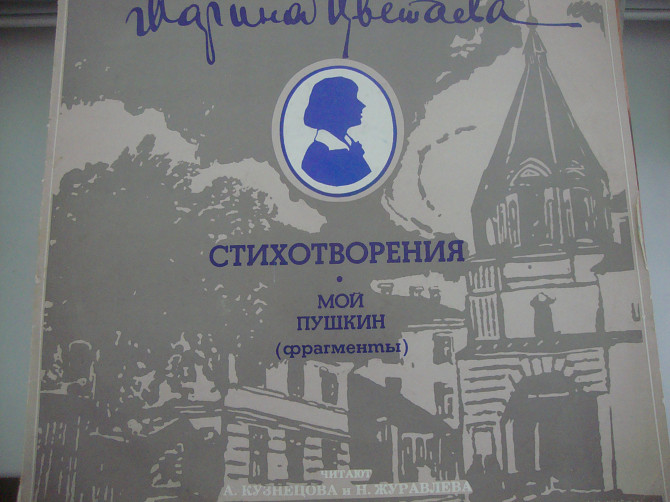 Марина Цветаева
СТИХОТВОРЕНИЯ
•
МОЙ
ПУШКИН
(фрагменты)
ЧИТАЮТ
А. КУЗНЕЦОВА и Н. ЖУРАВЛЕВА